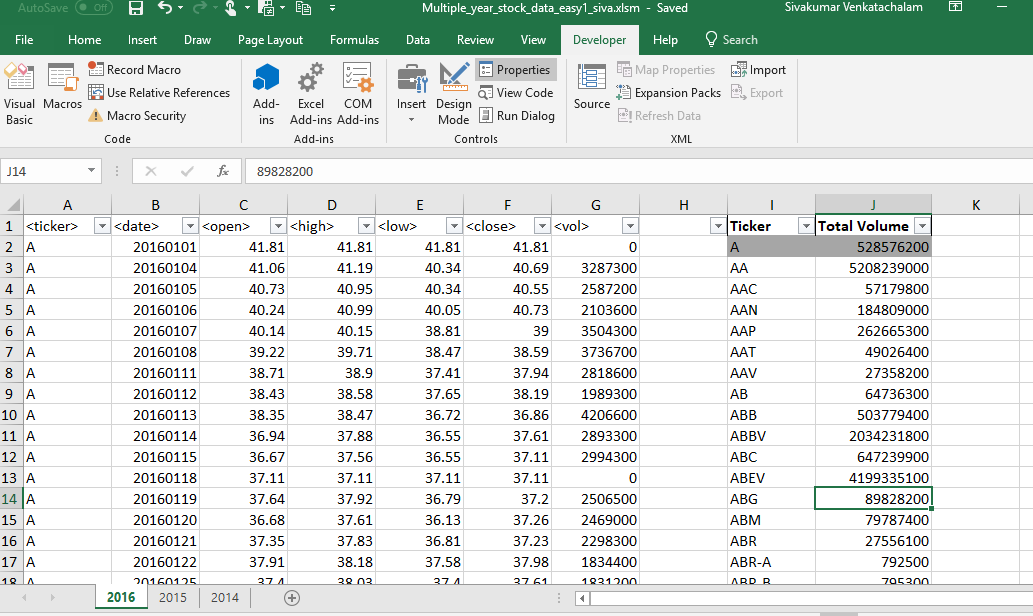 AutoSave Off Multiple_year_stock_data_easy1_siva.xlsm - Saved Sivakumar Venkatachalam
File Home Insert Draw Page Layout Formulas Data Review View Developer Help Search
Visual Basic
Macros
Record Macro
Use Relative References
Macro Security
Code
Add-ins
Excel Add-ins
COM Add-ins
Add-ins
Insert
Design Mode
Properties
View Code
Run Dialog
Controls
Source
Map Properties
Expansion Packs
Refresh Data
Import
Export
XML
J14 fx 89828200
A B C D E F G H I J K
1 <ticker> <date> <open> <high> <low> <close> <vol> Ticker Total Volume
2 A 20160101 41.81 41.81 41.81 41.81 0 A 528576200
3 A 20160104 41.06 41.19 40.34 40.69 3287300 AA 5208239000
4 A 20160105 40.73 40.95 40.34 40.55 2587200 AAC 57179800
5 A 20160106 40.24 40.99 40.05 40.73 2103600 AAN 184809000
6 A 20160107 40.14 40.15 38.81 39 3504300 AAP 262665300
7 A 20160108 39.22 39.71 38.47 38.59 3736700 AAT 49026400
8 A 20160111 38.71 38.9 37.41 37.94 2818600 AAV 27358200
9 A 20160112 38.43 38.58 37.65 38.19 1989300 AB 64736300
10 A 20160113 38.35 38.47 36.72 36.86 4206600 ABB 503779400
11 A 20160114 36.94 37.88 36.55 37.61 2893300 ABBV 2034231800
12 A 20160115 36.67 37.56 36.55 37.11 2994300 ABC 647239900
13 A 20160118 37.11 37.11 37.11 37.11 0 ABEV 4199335100
14 A 20160119 37.64 37.92 36.79 37.2 2506500 ABG 89828200
15 A 20160120 36.68 37.61 36.13 37.26 2469000 ABM 79787400
16 A 20160121 37.35 37.83 36.81 37.23 2298300 ABR 27556100
17 A 20160122 37.91 38.18 37.58 37.98 1834400 ABR-A 792500
18 A 20160125 37.4 38.03 37.4 37.61 1831200 ABR-B 795300
2016 2015 2014